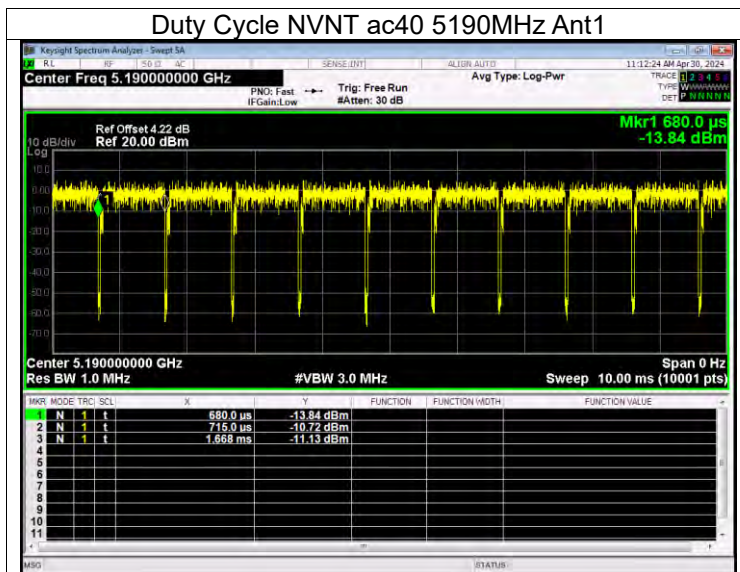 Duty Cycle NVNT ac40 5190MHz Ant1
Keysight Spectrum Analyzer - Swept SA
RL RF 50 Ω AC SENSE:INT ALIGN AUTO 11:12:24 AM Apr 30, 2024
Center Freq 5.190000000 GHz Avg Type: Log-Pwr TRACE 1 2 3 4 5 6
PNO: Fast Trig: Free Run TYPE WWWWWW
IFGain:Low #Atten: 30 dB DET P N N N N N
Mkr1 680.0 µs
Ref Offset 4.22 dB
10 dB/div Ref 20.00 dBm -13.84 dBm
Log
10.0
0.00
1
-10.0
-20.0
-30.0
-40.0
-50.0
-60.0
-70.0
Center 5.190000000 GHz Span 0 Hz
Res BW 1.0 MHz #VBW 3.0 MHz Sweep 10.00 ms (10001 pts)
MKR MODE TRC SCL X Y FUNCTION FUNCTION WIDTH FUNCTION VALUE
1 N 1 t 680.0 µs -13.84 dBm
2 N 1 t 715.0 µs -10.72 dBm
3 N 1 t 1.668 ms -11.13 dBm
4
5
6
7
8
9
10
11
MSG STATUS